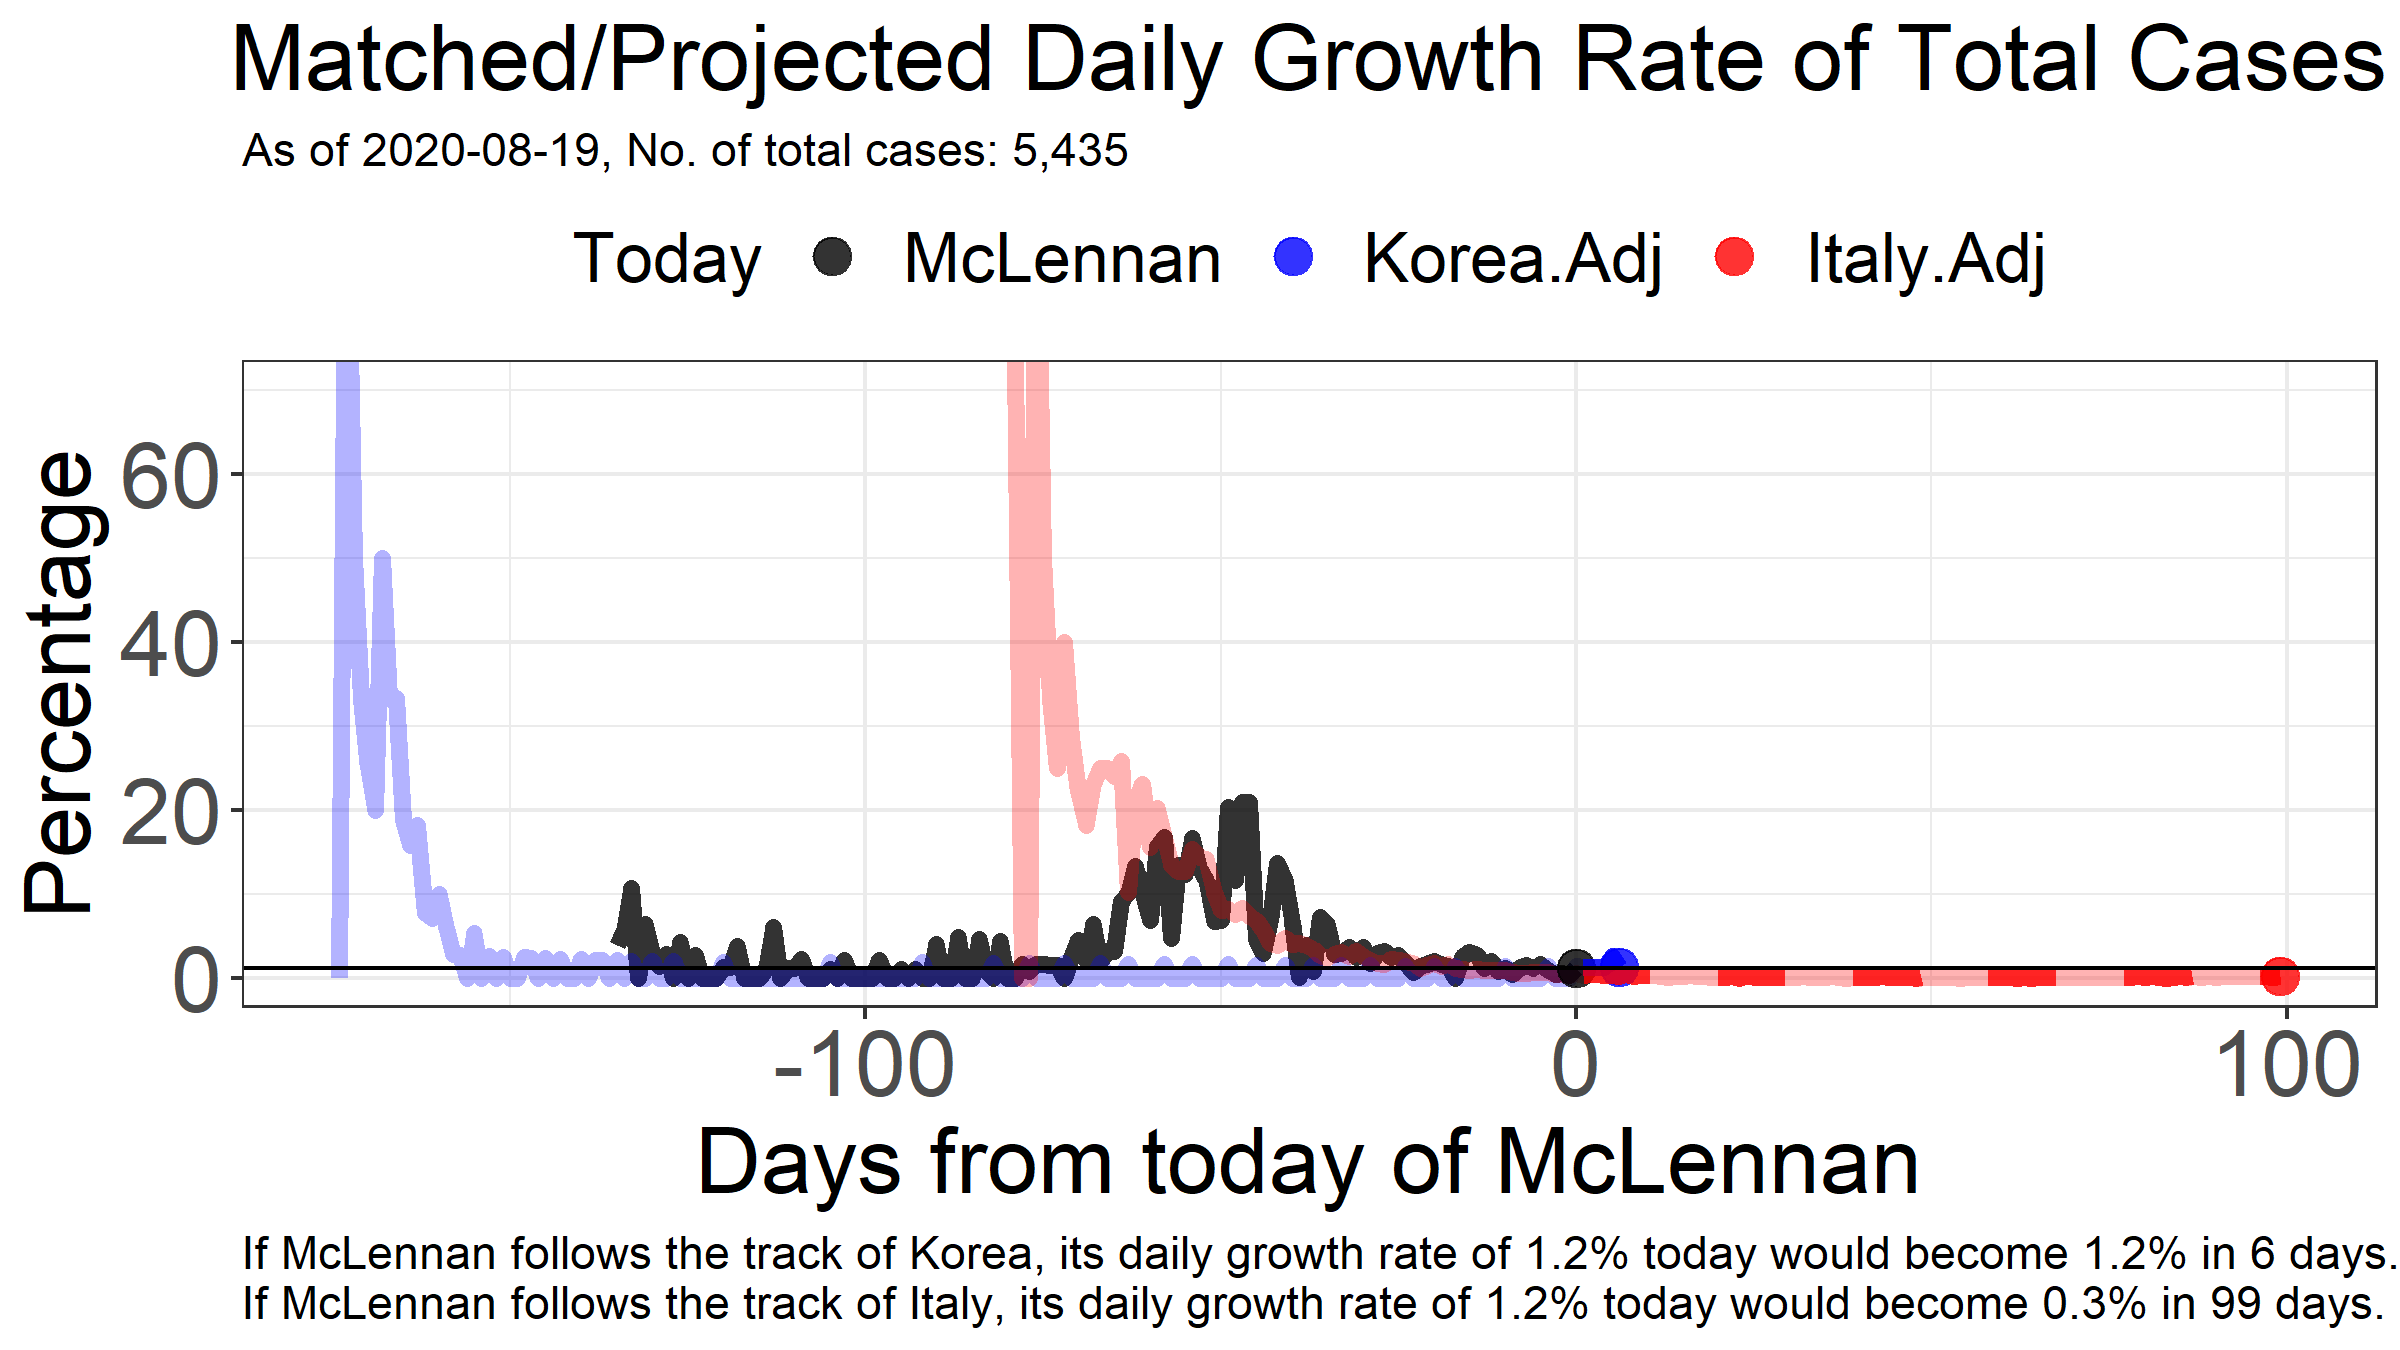 Matched/Projected Daily Growth Rate of Total Cases
As of 2020-08-19, No. of total cases: 5,435
Today McLennan Korea.Adj Italy.Adj
Percentage
60
40
20
0
-100 0 100
Days from today of McLennan
If McLennan follows the track of Korea, its daily growth rate of 1.2% today would become 1.2% in 6 days.
If McLennan follows the track of Italy, its daily growth rate of 1.2% today would become 0.3% in 99 days.